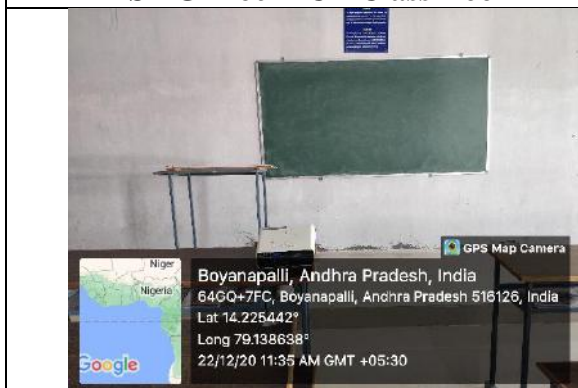 GPS Map Camera
Niger
Nigeria
Google
Boyanapalli, Andhra Pradesh, India
64GQ+7FC, Boyanapalli, Andhra Pradesh 516126, India
Lat 14.225442°
Long 79.138638°
22/12/20 11:35 AM GMT +05:30